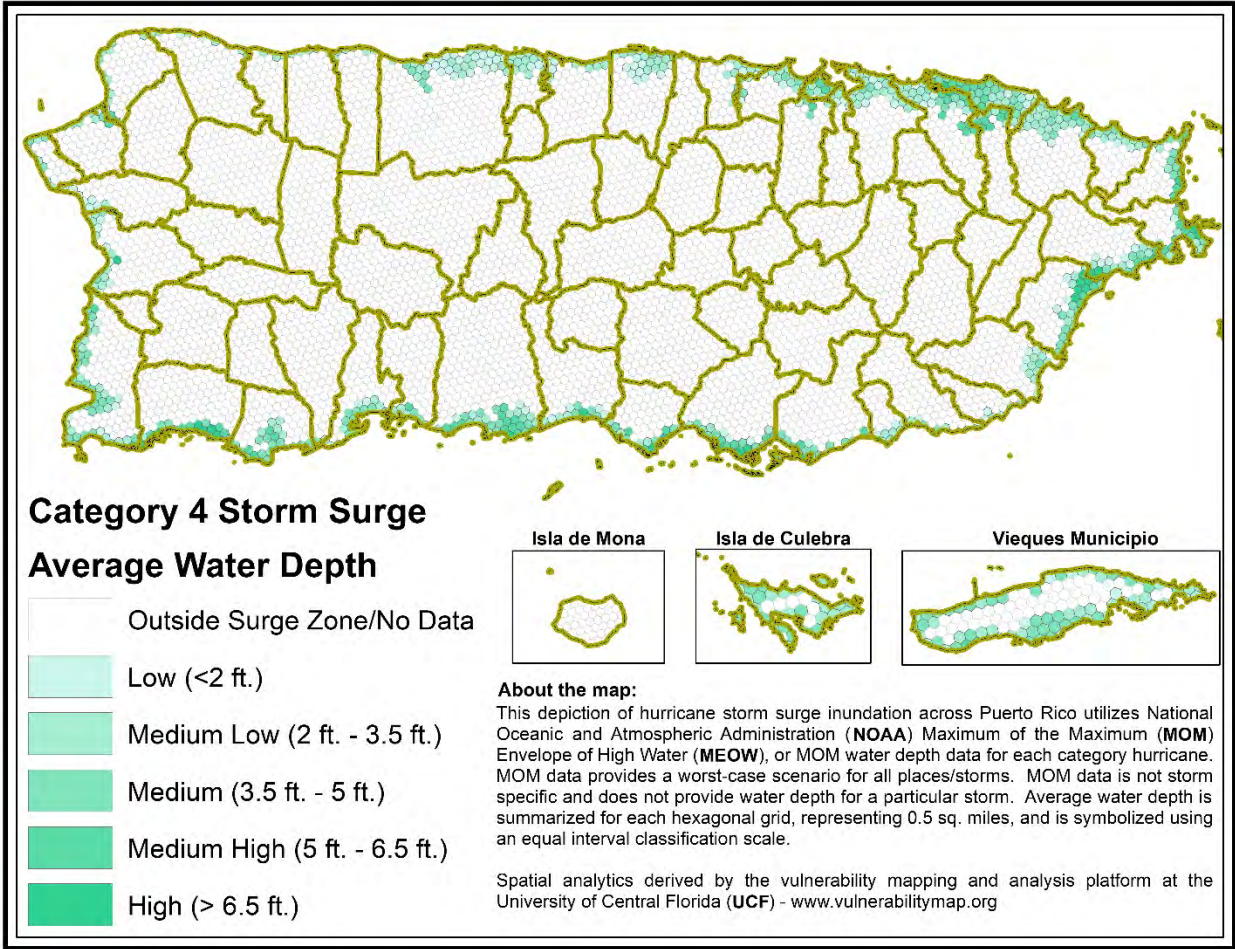 Category 4 Storm Surge
Average Water Depth
Outside Surge Zone/No Data
Low (<2 ft.)
Medium Low (2 ft. - 3.5 ft.)
Medium (3.5 ft. - 5 ft.)
Medium High (5 ft. - 6.5 ft.)
High (> 6.5 ft.)
Isla de Mona
Isla de Culebra
Vieques Municipio
About the map:
This depiction of hurricane storm surge inundation across Puerto Rico utilizes National
Oceanic and Atmospheric Administration (NOAA) Maximum of the Maximum (MOM)
Envelope of High Water (MEOW), or MOM water depth data for each category hurricane.
MOM data provides a worst-case scenario for all places/storms. MOM data is not storm
specific and does not provide water depth for a particular storm. Average water depth is
summarized for each hexagonal grid, representing 0.5 sq. miles, and is symbolized using
an equal interval classification scale.
Spatial analytics derived by the vulnerability mapping and analysis platform at the
University of Central Florida (UCF) - www.vulnerabilitymap.org